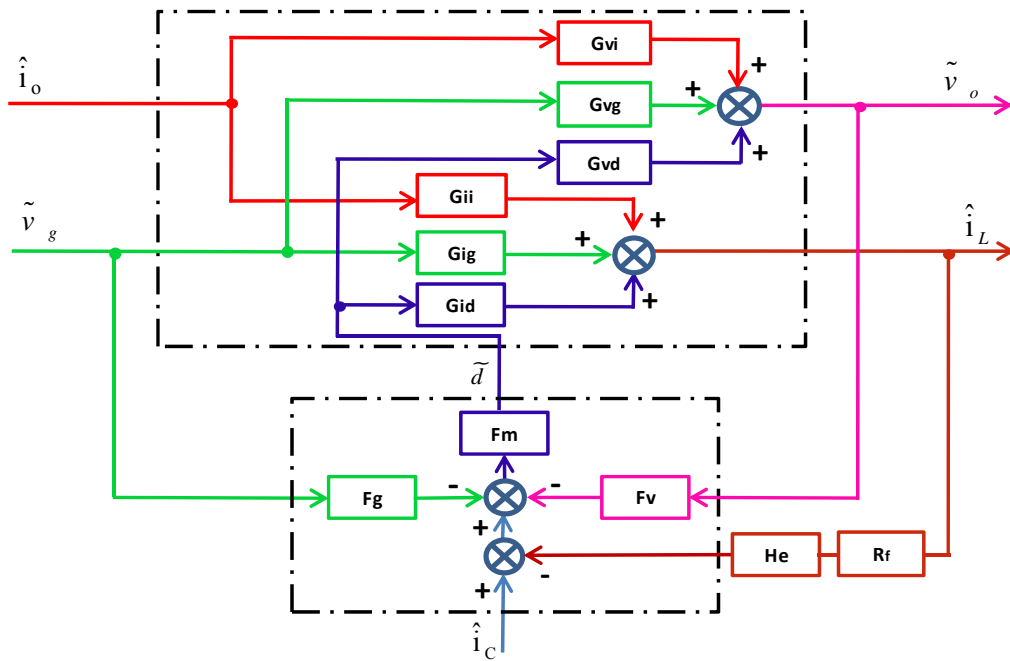 Gvi
+
î o
+
Gvg
ṽ o
+
Gvd
ṽ g
Gii
+
+
Gig
î L
Gid
+
d̃
Fm
-
-
Fg
Fv
+
He
Rf
-
+
î C